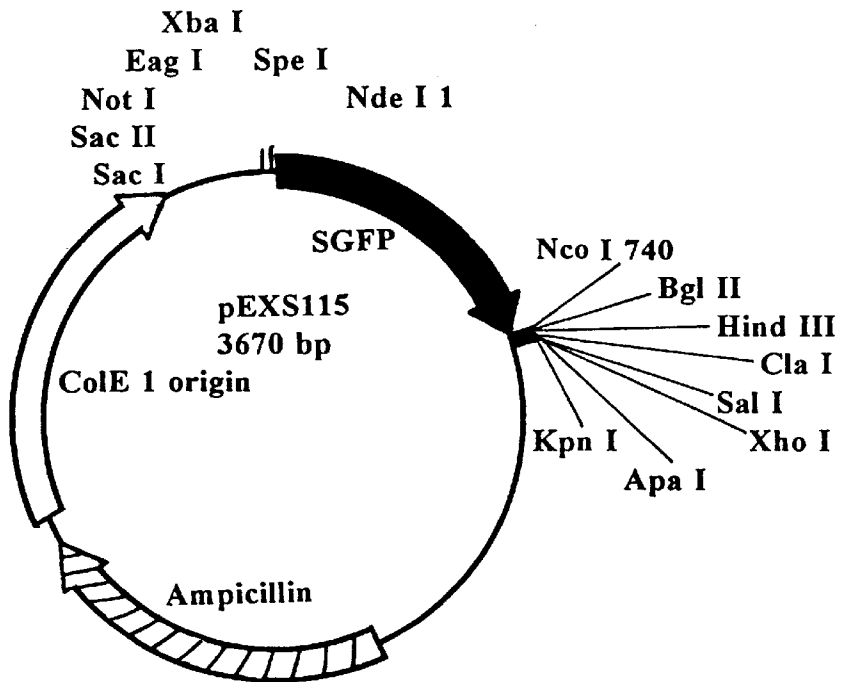 Xba I
Eag I
Spe I
Not I
Nde I 1
Sac II
Sac I
SGFP
Nco I 740
Bgl II
pEXS115
3670 bp
Hind III
Cla I
ColE 1 origin
Sal I
Kpn I
Xho I
Apa I
Ampicillin